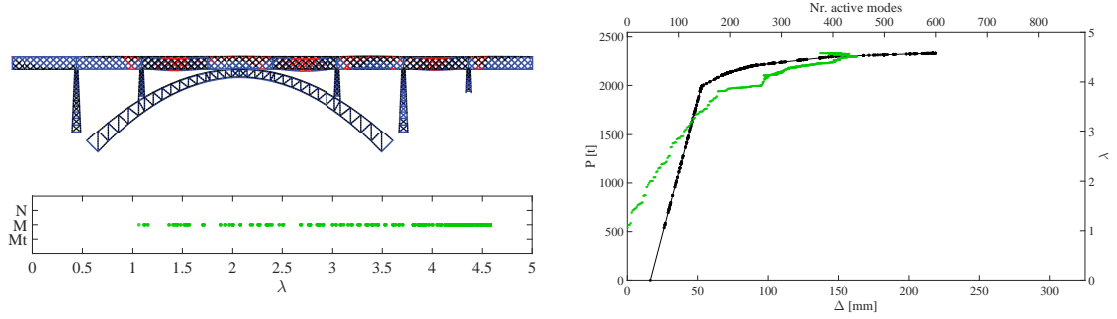 N
M
Mt
0 0.5 1 1.5 2 2.5 3 3.5 4 4.5 5
λ
Nr. active modes
0 100 200 300 400 500 600 700 800
2500
2000
1500
1000
500
0
P [t]
5
4
3
2
1
0
λ
0 50 100 150 200 250 300
Δ [mm]